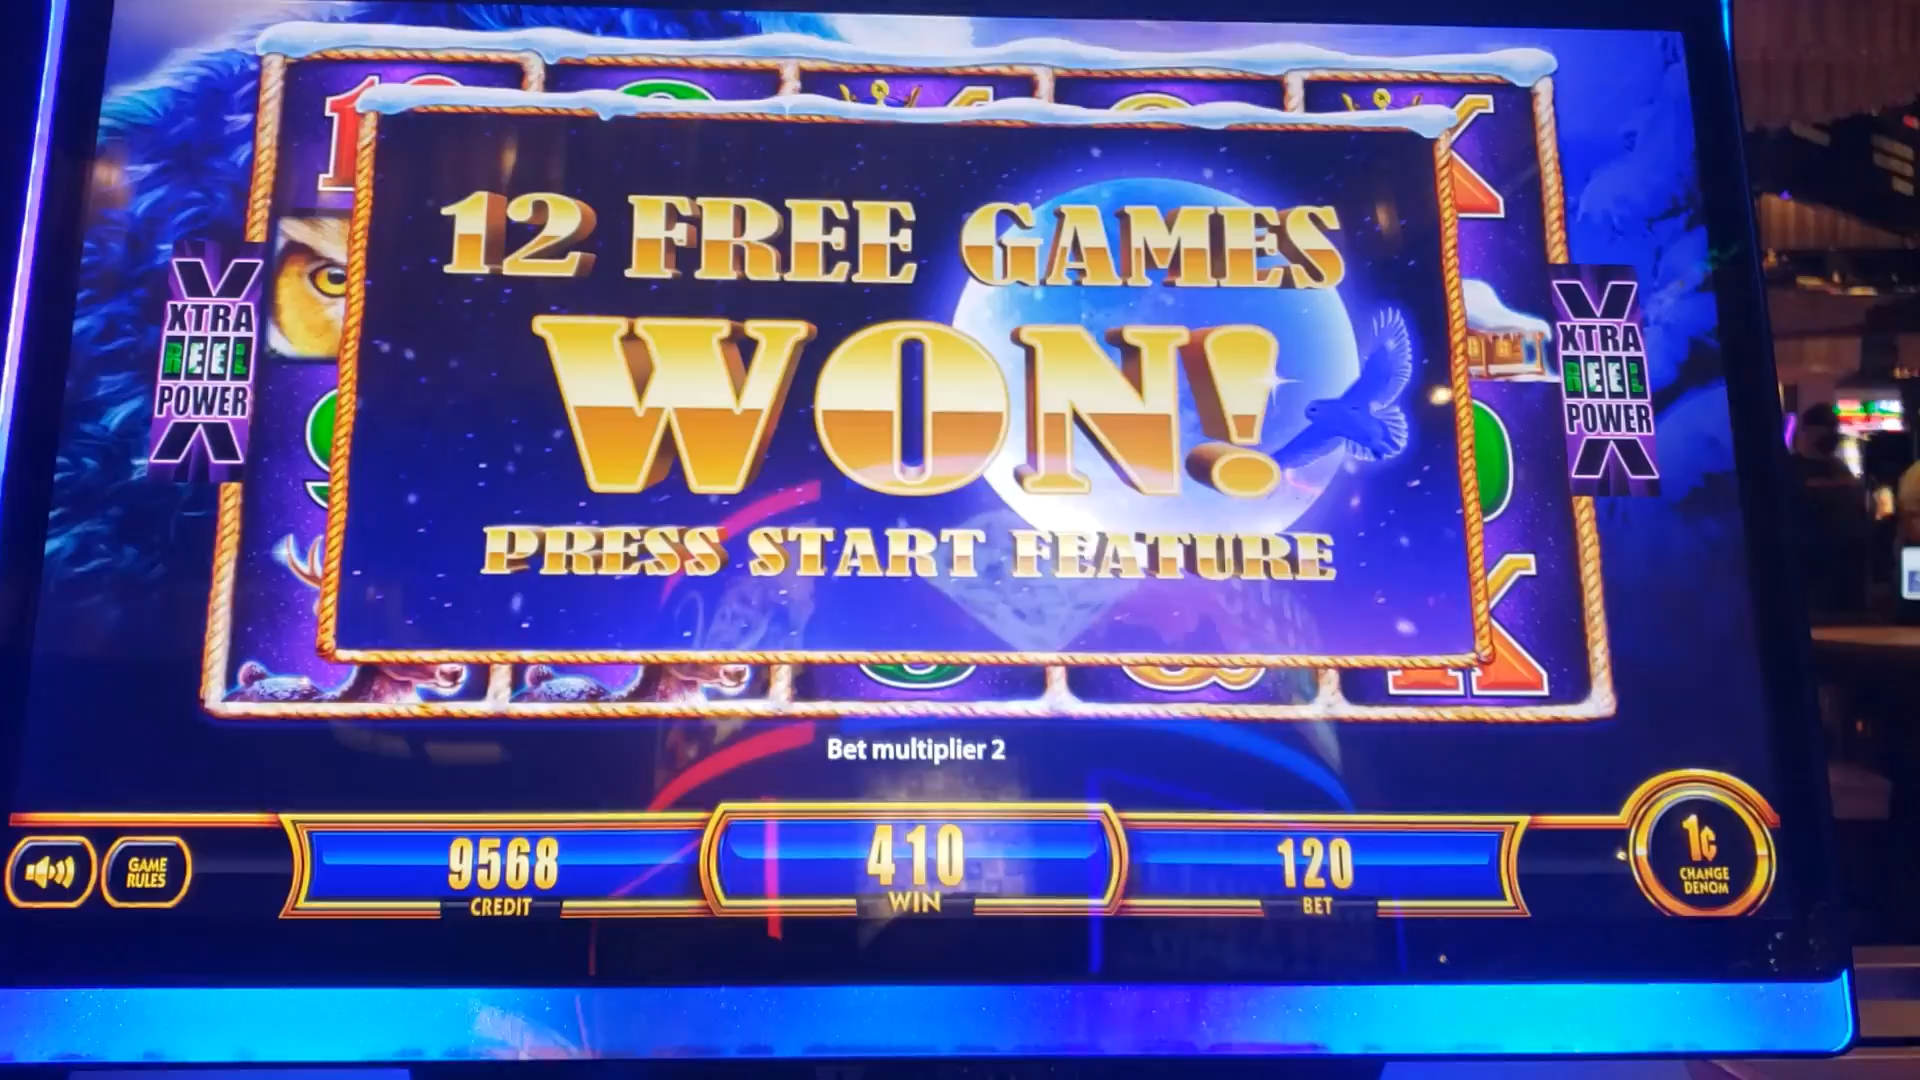 12 FREE GAMES
WON!
PRESS START FEATURE
XTRA
REEL
POWER
XTRA
REEL
POWER
K
K
Bet multiplier 2
GAME
RULES
9568
CREDIT
410
WIN
120
BET
1¢
CHANGE
DENOM